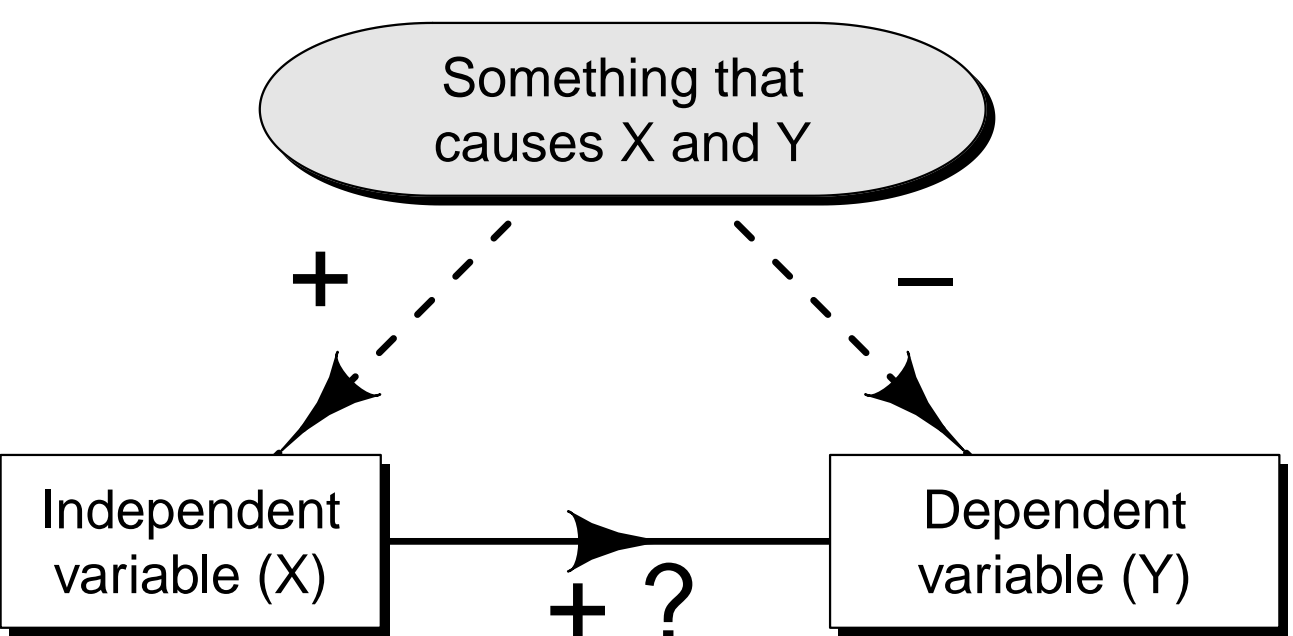 Something that
causes X and Y
+
–
Independent
variable (X)
Dependent
variable (Y)
+ ?